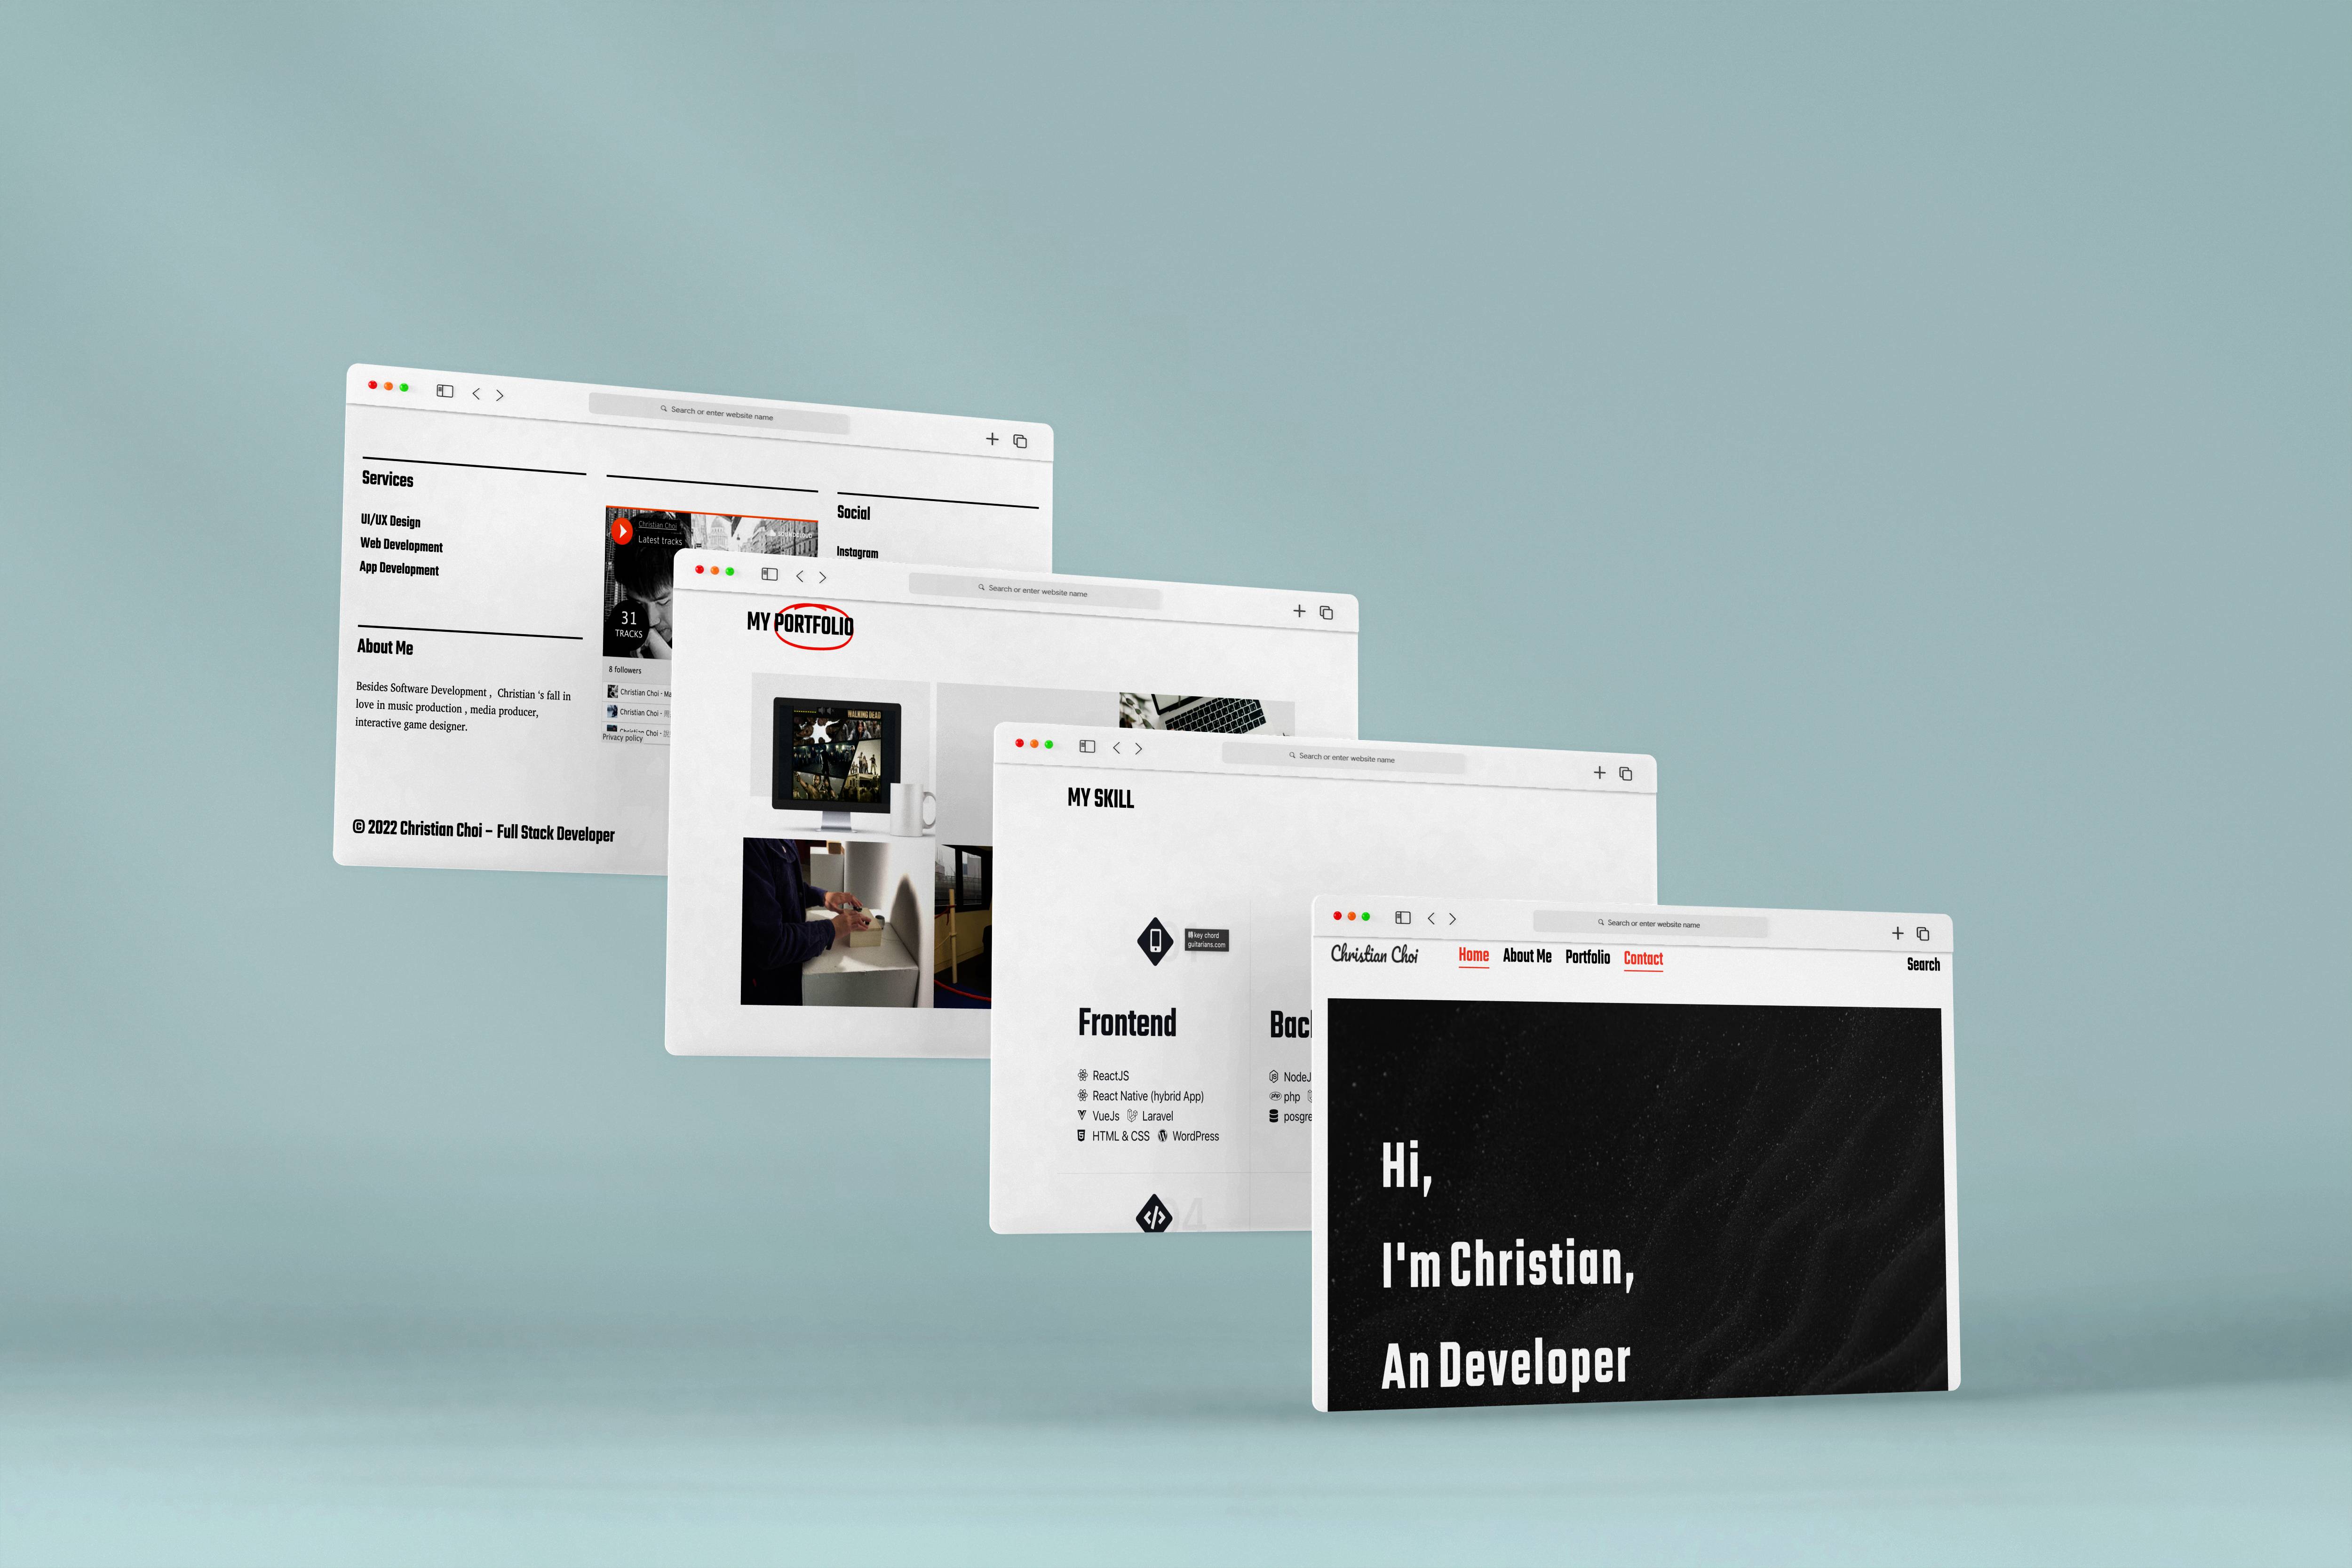 Search or enter website name
Services
UI/UX Design
Web Development
App Development
About Me
Besides Software Development , Christian ‘s fall in
love in music production , media producer,
interactive game designer.
© 2022 Christian Choi – Full Stack Developer
Christian Choi
Latest tracks
SOUNDCLOUD
31
TRACKS
8 followers
Christian Choi - Ma
Christian Choi -
Christian Choi -
Privacy policy
Social
Instagram
Search or enter website name
MY PORTFOLIO
WALKING DEAD
Search or enter website name
MY SKILL
key chord
guitarians.com
Frontend
ReactJS
React Native (hybrid App)
VueJs Laravel
HTML & CSS WordPress
04
Bac
NodeJ
php
posgre
Search or enter website name
Christian Choi Home About Me Portfolio Contact Search
Hi,
I'm Christian,
An Developer